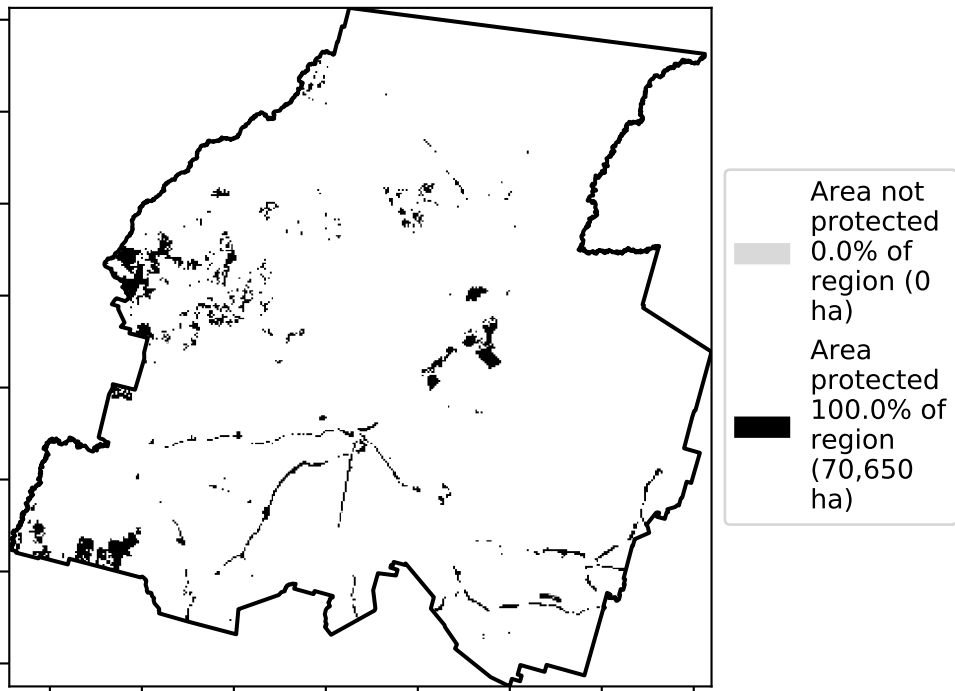 Area not
protected
0.0% of
region (0
ha)
Area
protected
100.0% of
region
(70,650
ha)